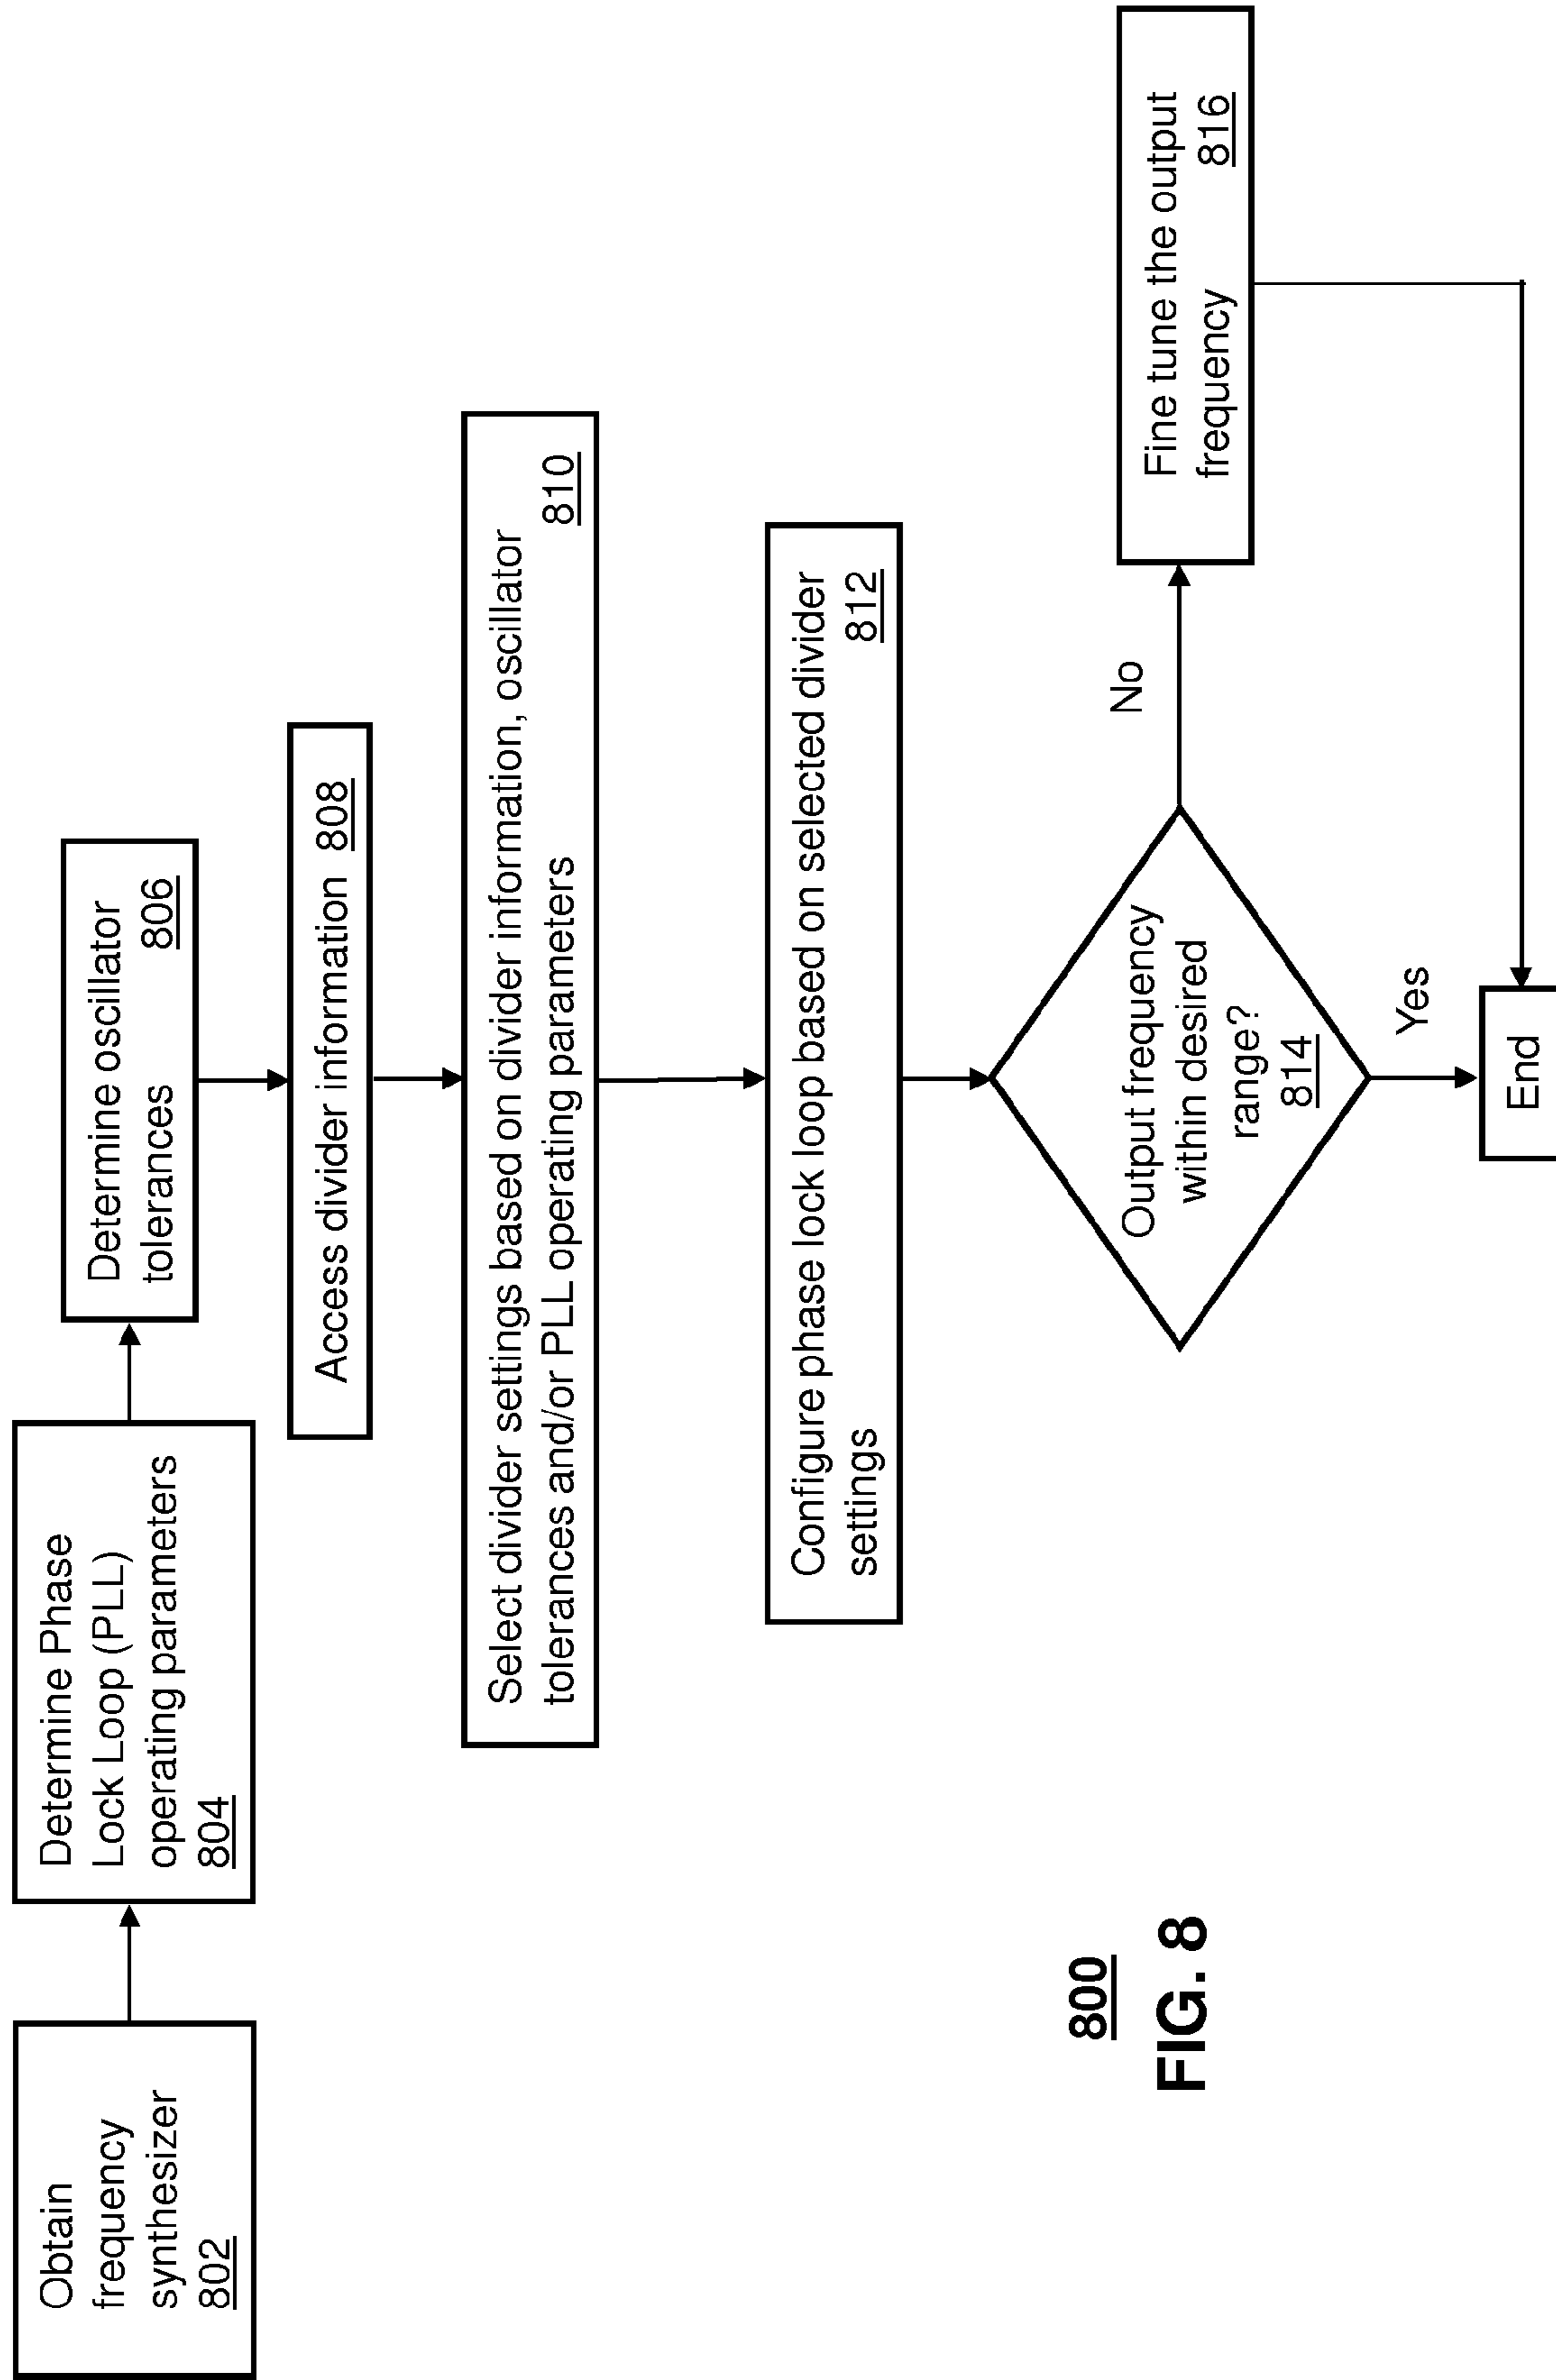 Obtain
frequency
synthesizer
802
Determine Phase
Lock Loop (PLL)
operating parameters
804
Determine oscillator
tolerances 806
Access divider information 808
Select divider settings based on divider information, oscillator
tolerances and/or PLL operating parameters 810
Configure phase lock loop based on selected divider
settings 812
Output frequency
within desired
range?
814
No
Fine tune the output
frequency 816
Yes
End
800
FIG. 8